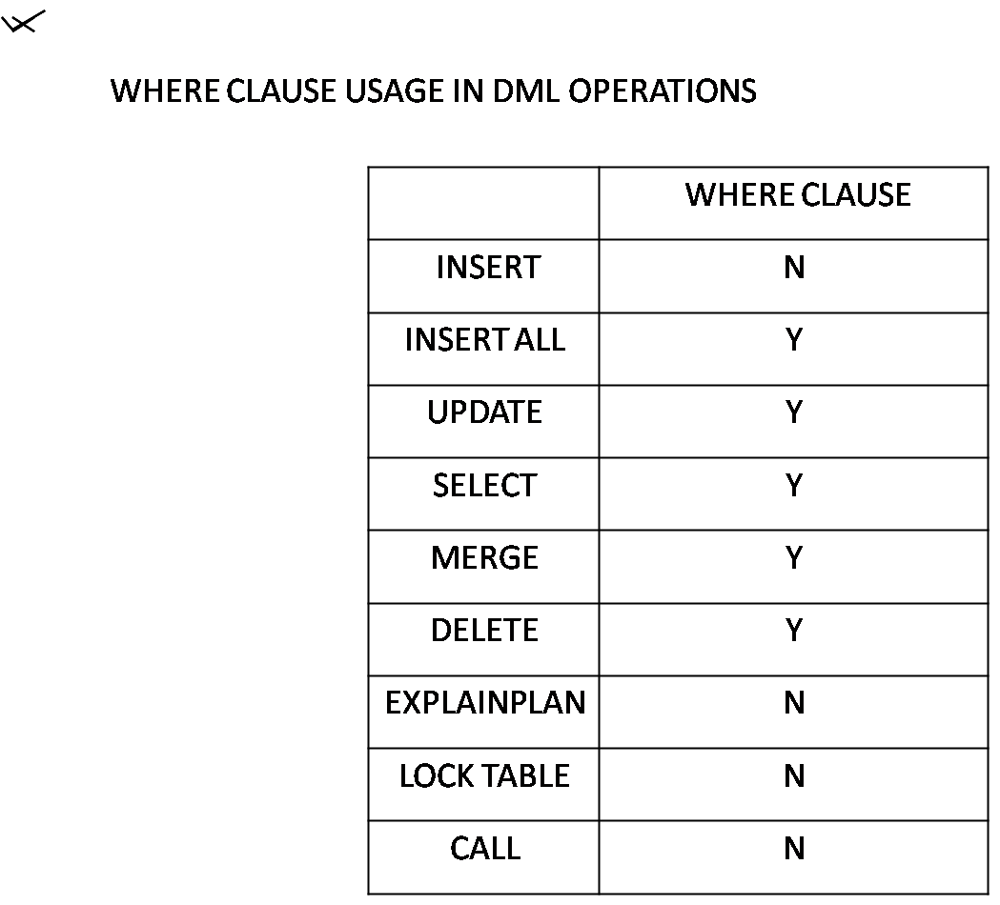 WHERE CLAUSE USAGE IN DML OPERATIONS
WHERE CLAUSE
INSERT N
INSERT ALL Y
UPDATE Y
SELECT Y
MERGE Y
DELETE Y
EXPLAINPLAN N
LOCK TABLE N
CALL N